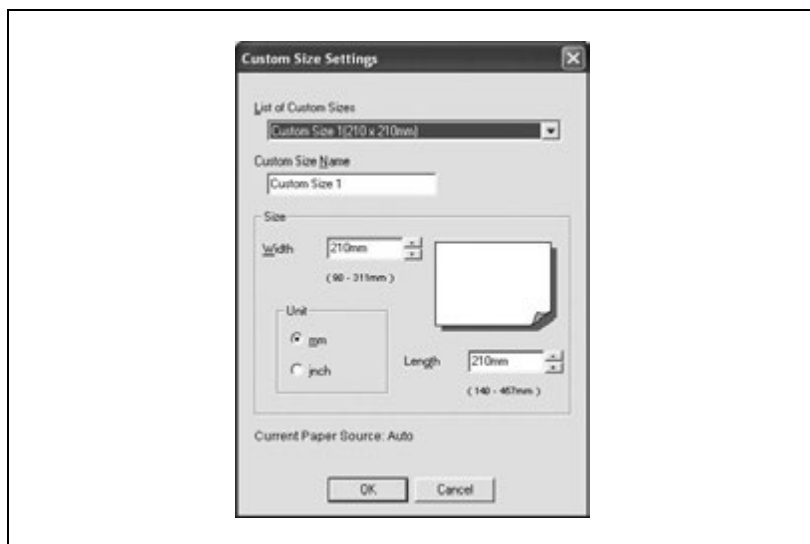 Custom Size Settings
List of Custom Sizes
Custom Size 1(210 x 210mm)
Custom Size Name
Custom Size 1
Size
Width 210mm
( 90 - 311mm )
Unit
mm
inch
Length 210mm
( 140 - 457mm )
Current Paper Source: Auto
OK Cancel